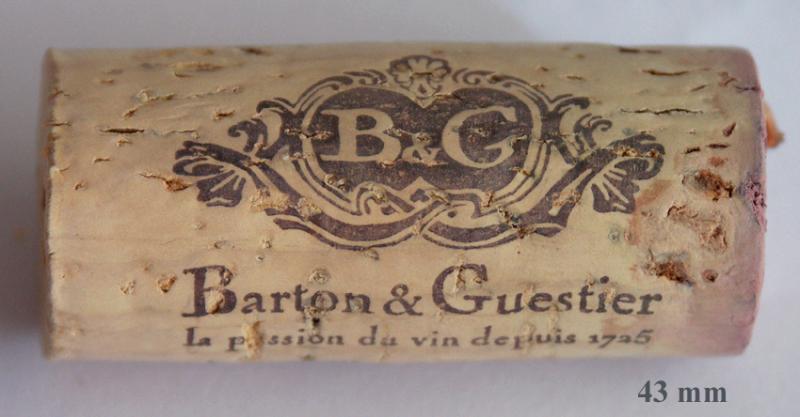 B&G
Barton & Guestier
la passion du vin depuis 1725
43 mm